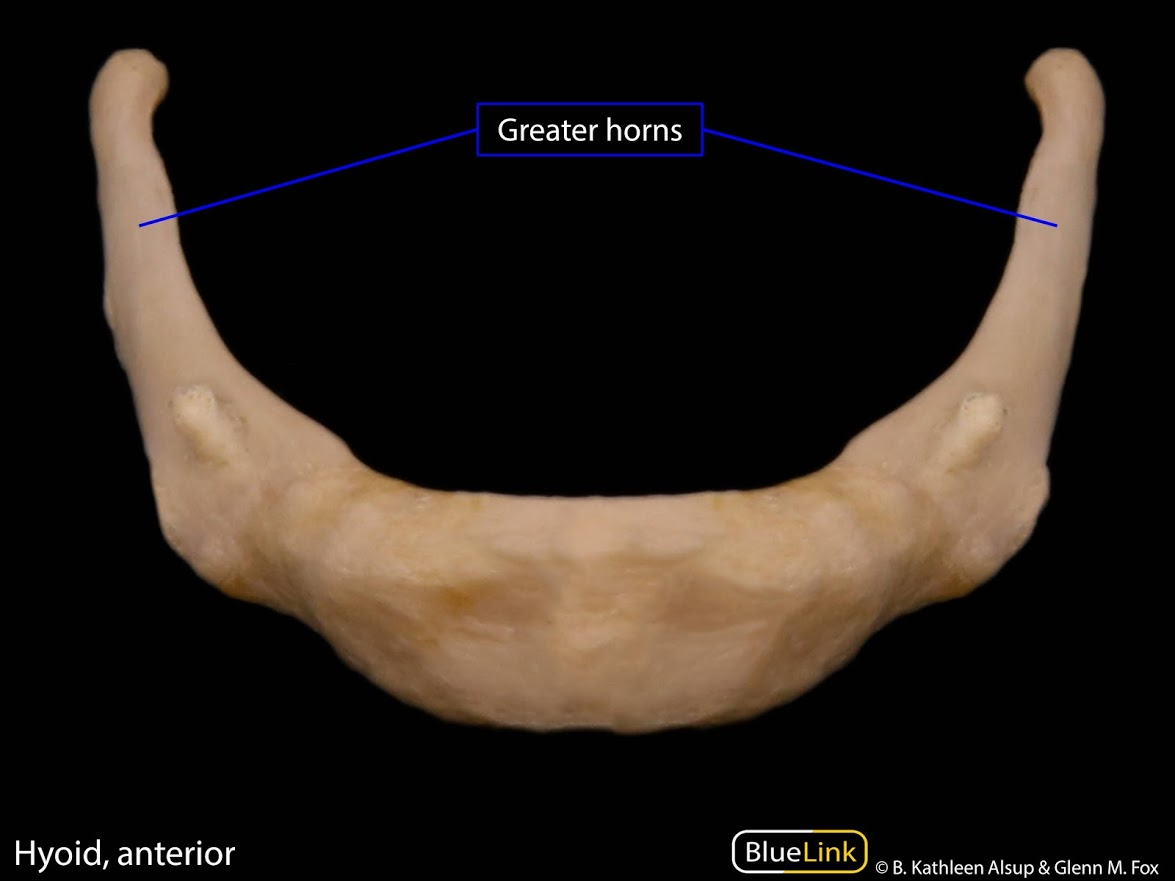 Greater horns
Hyoid, anterior
BlueLink
© B. Kathleen Alsup & Glenn M. Fox